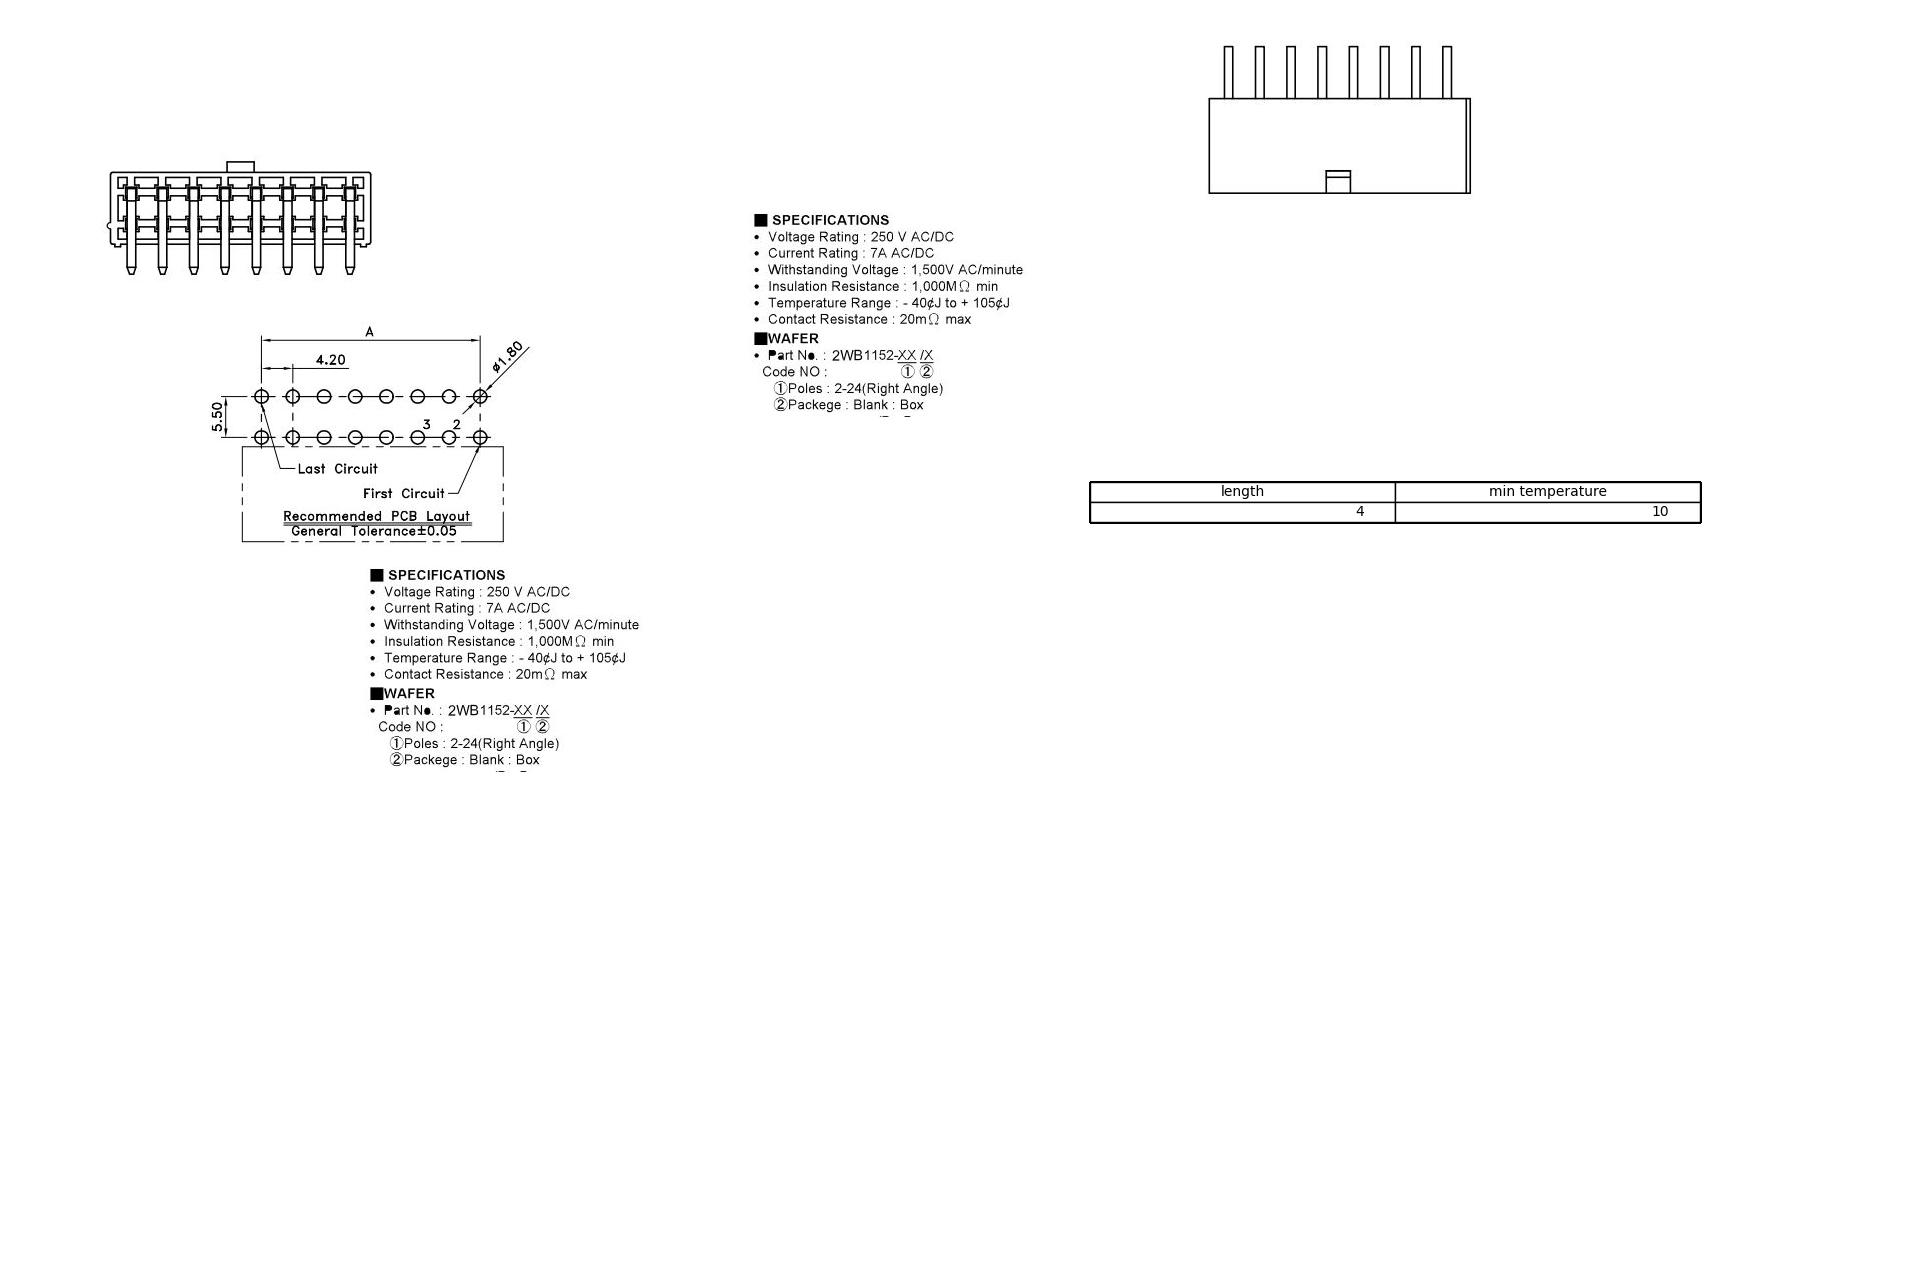 ■ SPECIFICATIONS
• Voltage Rating : 250 V AC/DC
• Current Rating : 7A AC/DC
• Withstanding Voltage : 1,500V AC/minute
• Insulation Resistance : 1,000MΩ min
• Temperature Range : - 40¢J to + 105¢J
• Contact Resistance : 20mΩ max
■WAFER
• Part No. : 2WB1152-XX /X
Code NO : ① ②
①Poles : 2-24(Right Angle)
②Packege : Blank : Box
A
4.20
ø1.80
5.50
3 2
Last Circuit
First Circuit
Recommended PCB Layout
General Tolerance±0.05
length min temperature
4 10
■ SPECIFICATIONS
• Voltage Rating : 250 V AC/DC
• Current Rating : 7A AC/DC
• Withstanding Voltage : 1,500V AC/minute
• Insulation Resistance : 1,000MΩ min
• Temperature Range : - 40¢J to + 105¢J
• Contact Resistance : 20mΩ max
■WAFER
• Part No. : 2WB1152-XX /X
Code NO : ① ②
①Poles : 2-24(Right Angle)
②Packege : Blank : Box